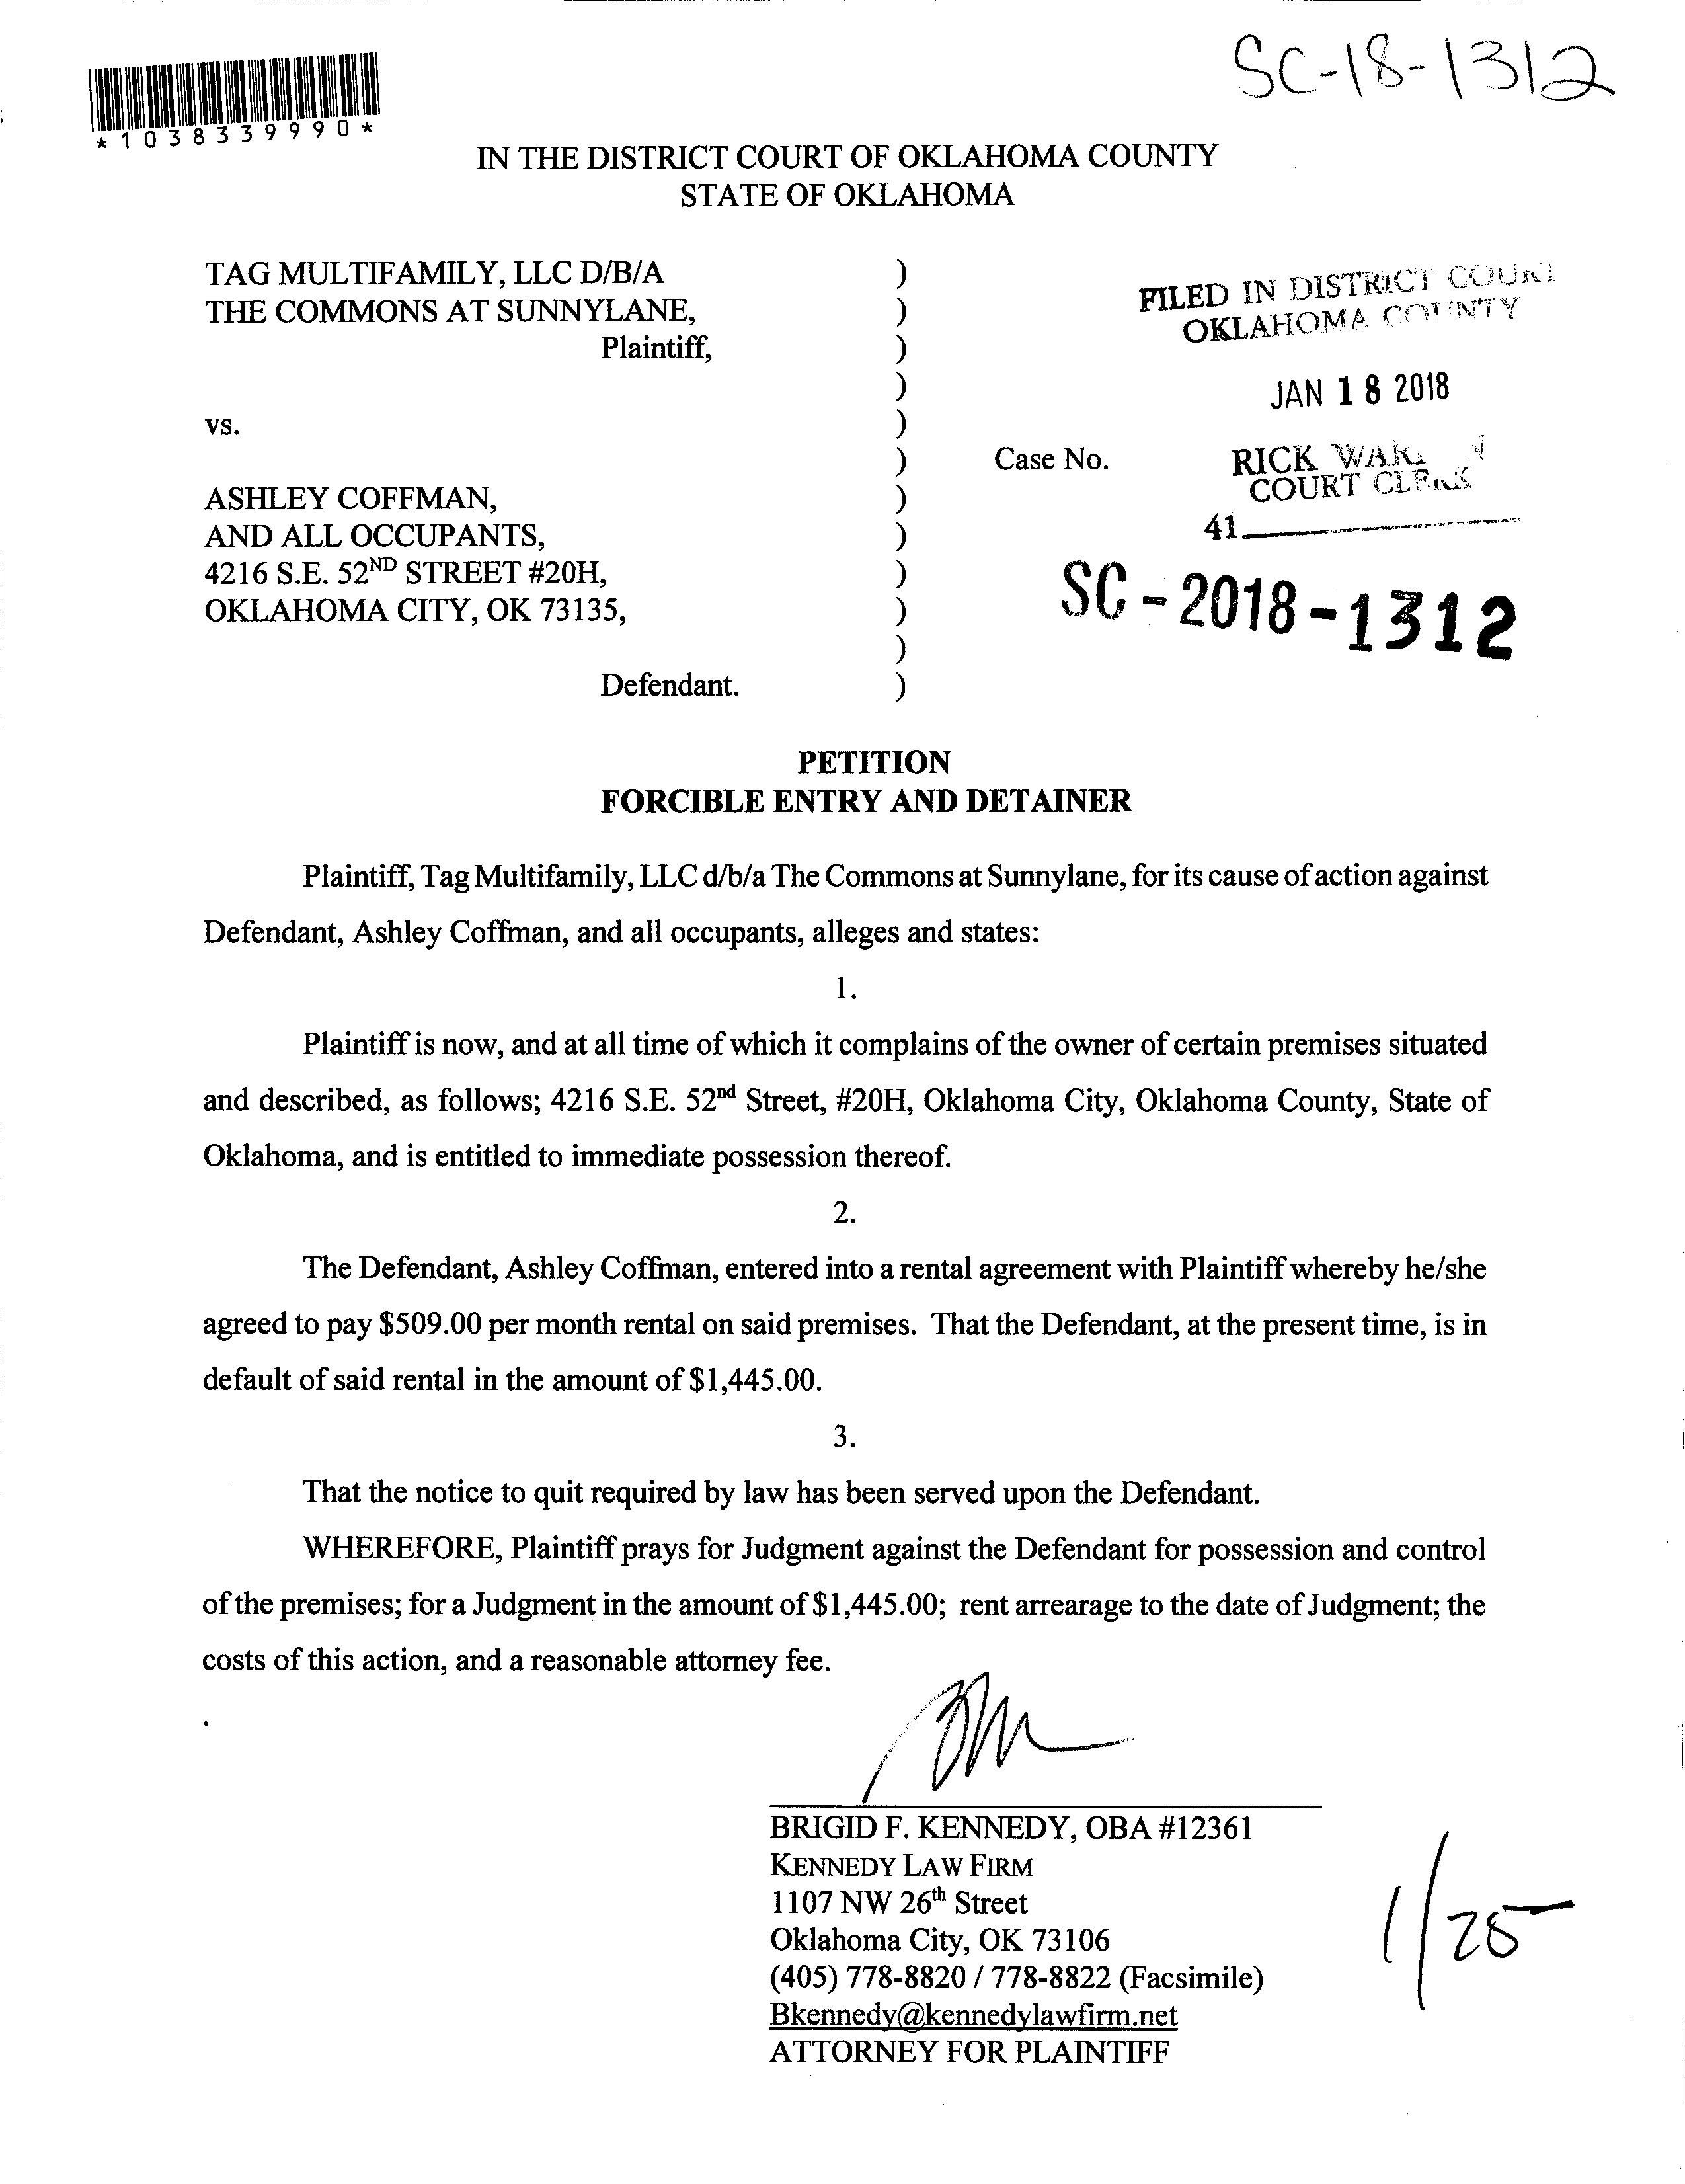 SC-18-1312
*1038339990*
IN THE DISTRICT COURT OF OKLAHOMA COUNTY
STATE OF OKLAHOMA
TAG MULTIFAMILY, LLC D/B/A )
THE COMMONS AT SUNNYLANE, )
Plaintiff, )
)
vs. )
)
ASHLEY COFFMAN, )
AND ALL OCCUPANTS, )
4216 S.E. 52ND STREET #20H, )
OKLAHOMA CITY, OK 73135, )
)
Defendant. )
FILED IN DISTRICT COURT
OKLAHOMA COUNTY
JAN 18 2018
Case No.
RICK
COURT CLERK
41
SC-2018-1312
PETITION
FORCIBLE ENTRY AND DETAINER
Plaintiff, Tag Multifamily, LLC d/b/a The Commons at Sunnylane, for its cause of action against
Defendant, Ashley Coffman, and all occupants, alleges and states:
1.
Plaintiff is now, and at all time of which it complains of the owner of certain premises situated
and described, as follows; 4216 S.E. 52nd Street, #20H, Oklahoma City, Oklahoma County, State of
Oklahoma, and is entitled to immediate possession thereof.
2.
The Defendant, Ashley Coffman, entered into a rental agreement with Plaintiff whereby he/she
agreed to pay $509.00 per month rental on said premises. That the Defendant, at the present time, is in
default of said rental in the amount of $1,445.00.
3.
That the notice to quit required by law has been served upon the Defendant.
WHEREFORE, Plaintiff prays for Judgment against the Defendant for possession and control
of the premises; for a Judgment in the amount of $1,445.00; rent arrearage to the date of Judgment; the
costs of this action, and a reasonable attorney fee.
.
BRIGID F. KENNEDY, OBA #12361
KENNEDY LAW FIRM
1107 NW 26th Street
Oklahoma City, OK 73106
(405) 778-8820 / 778-8822 (Facsimile)
Bkennedy@kennedylawfirm.net
ATTORNEY FOR PLAINTIFF
1/25